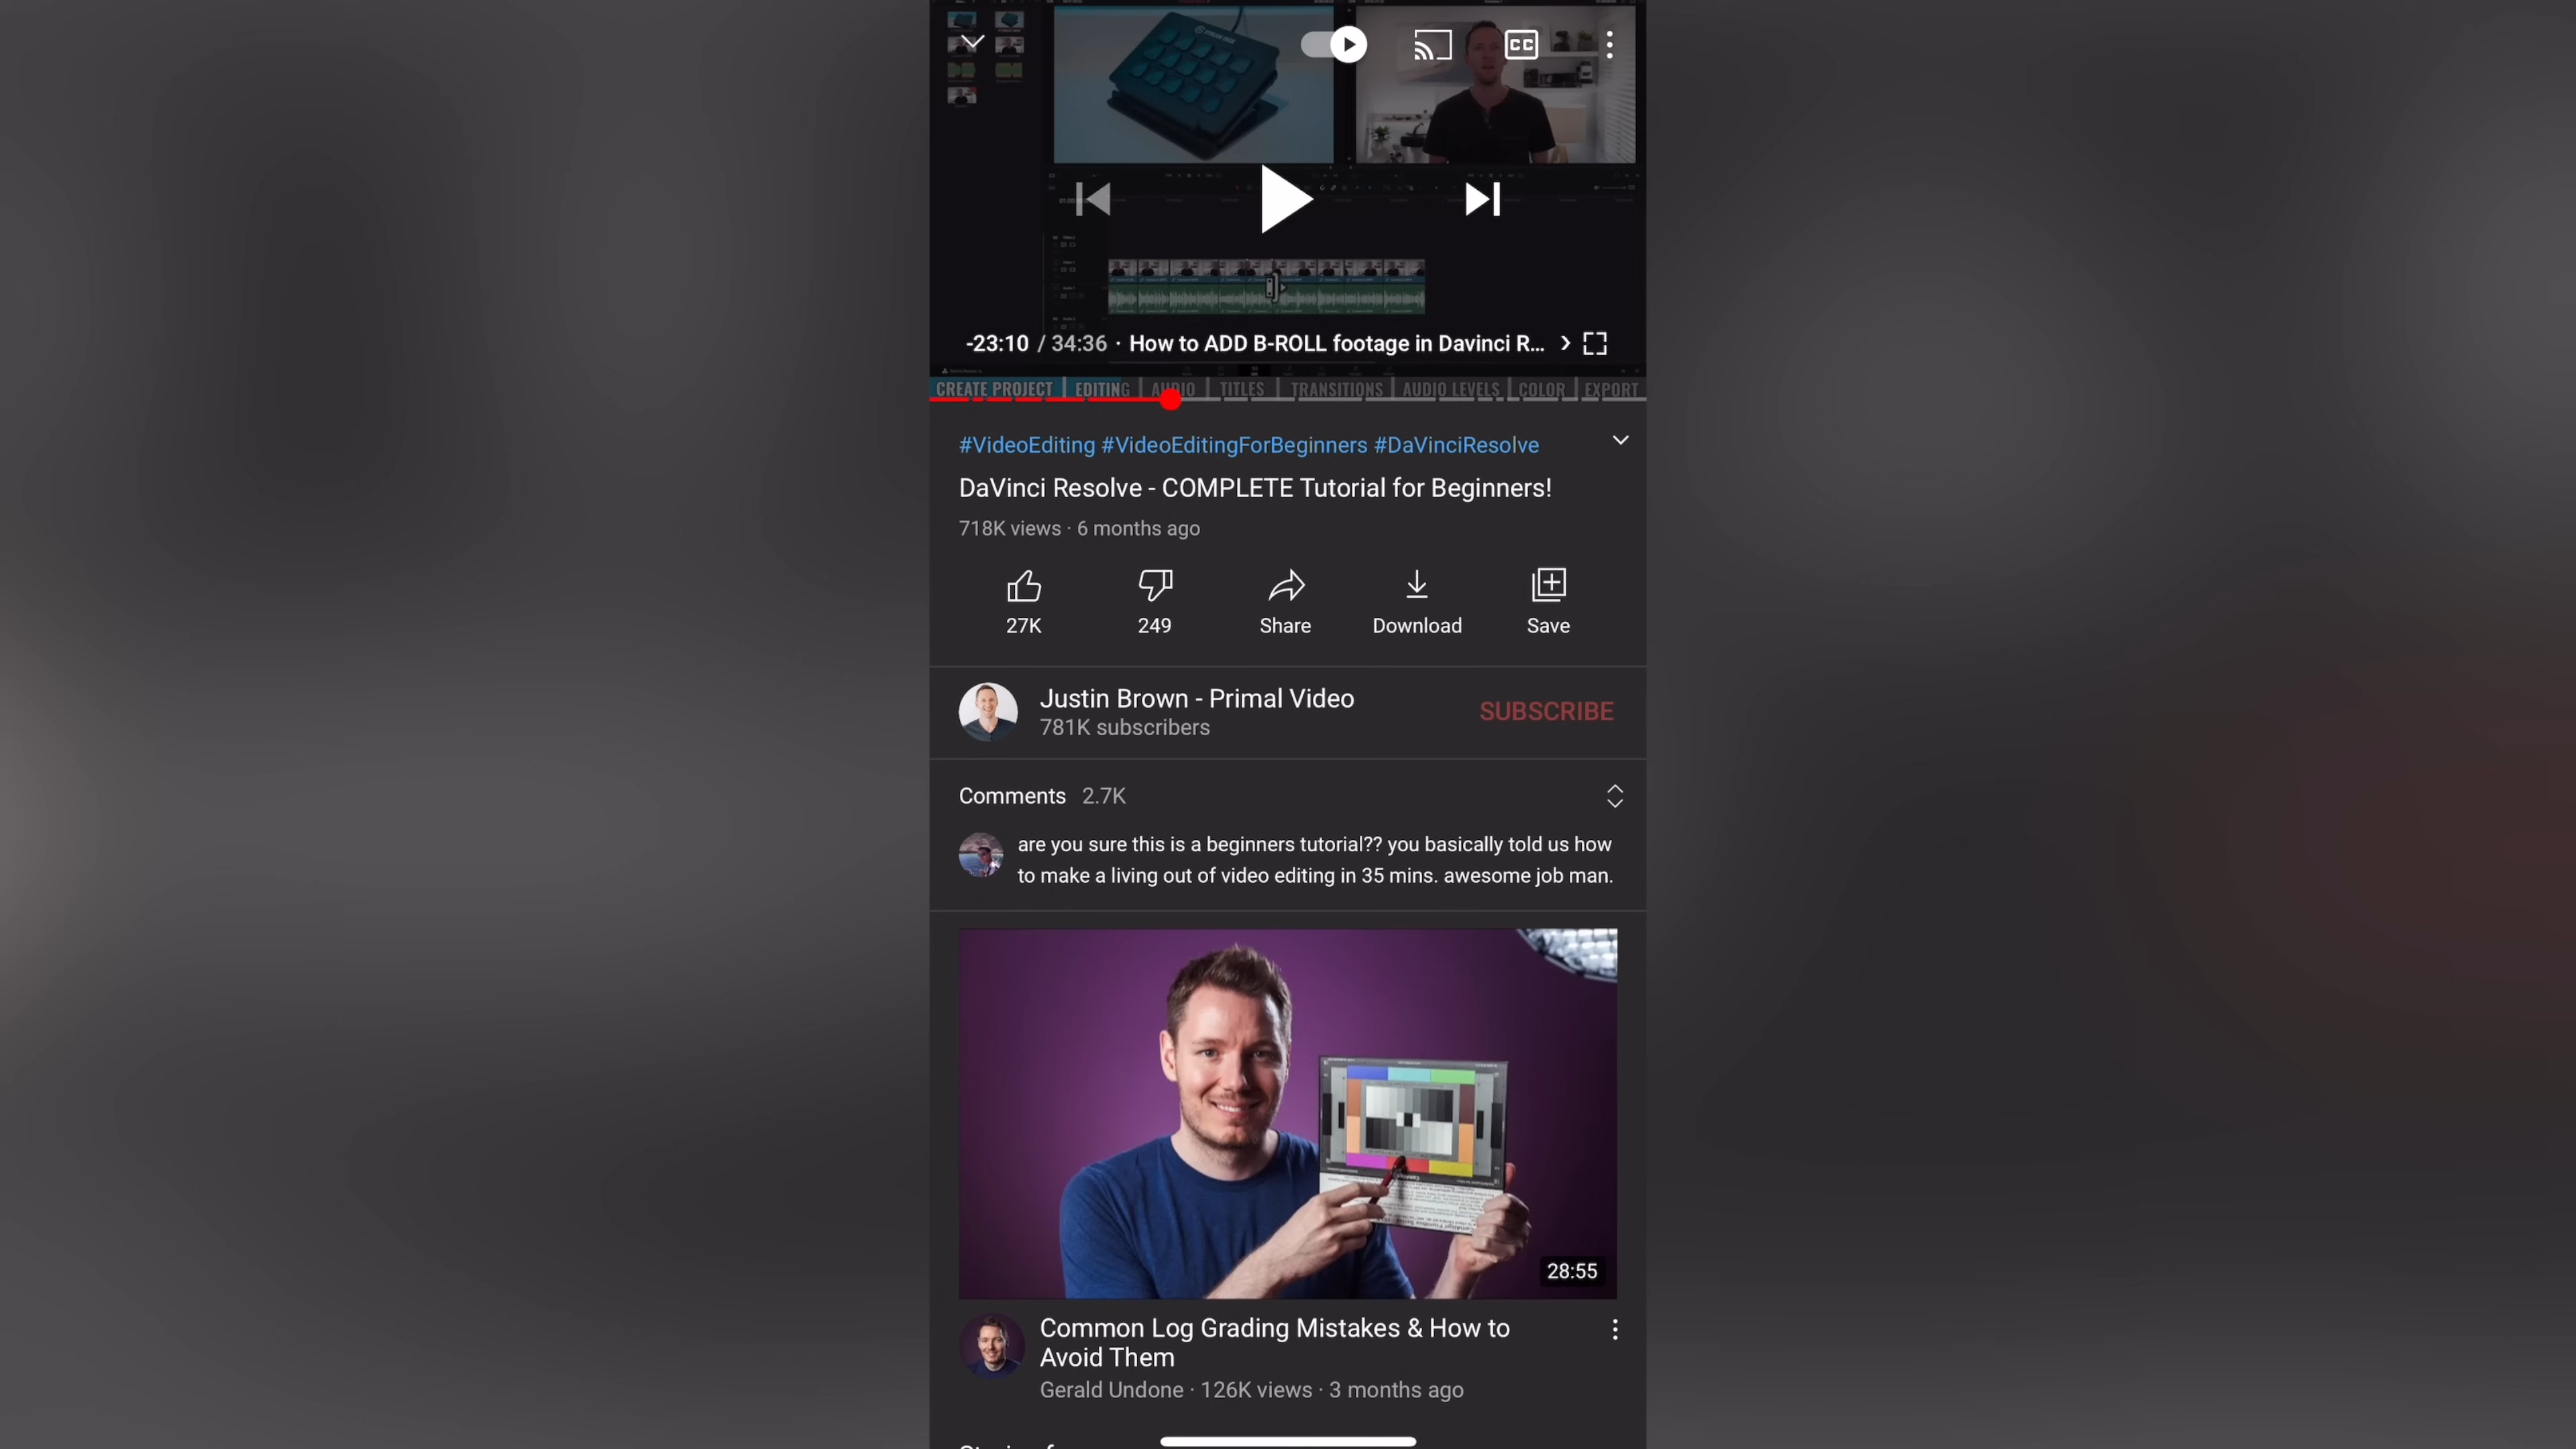 -23:10 / 34:36 · How to ADD B-ROLL footage in Davinci R...
CREATE PROJECT | EDITING | AUDIO | TITLES | TRANSITIONS | AUDIO LEVELS | COLOR | EXPORT
#VideoEditing #VideoEditingForBeginners #DaVinciResolve
DaVinci Resolve - COMPLETE Tutorial for Beginners!
718K views · 6 months ago
27K 249 Share Download Save
Justin Brown - Primal Video
781K subscribers
SUBSCRIBE
Comments 2.7K
are you sure this is a beginners tutorial?? you basically told us how
to make a living out of video editing in 35 mins. awesome job man.
28:55
Common Log Grading Mistakes & How to
Avoid Them
Gerald Undone · 126K views · 3 months ago